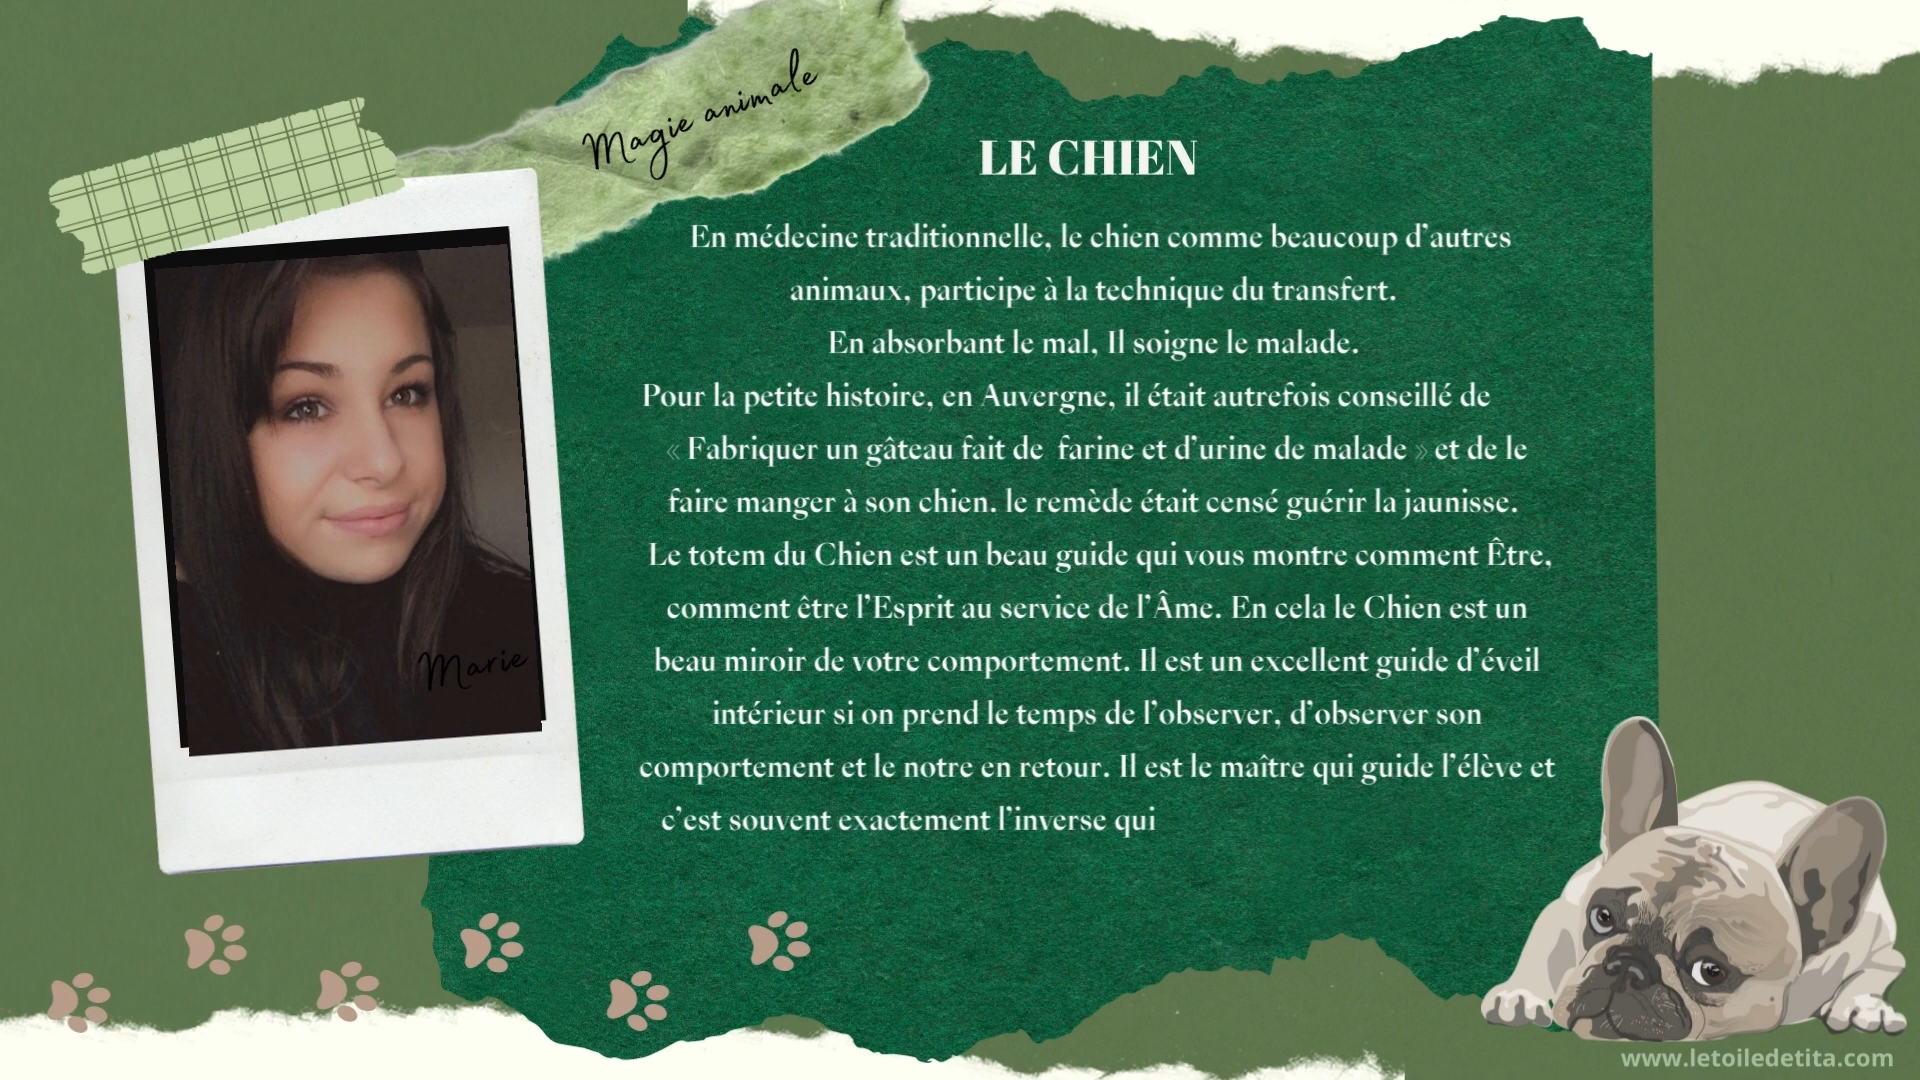 Magie animale
LE CHIEN
En médecine traditionnelle, le chien comme beaucoup d’autres
animaux, participe à la technique du transfert.
En absorbant le mal, Il soigne le malade.
Pour la petite histoire, en Auvergne, il était autrefois conseillé de
« Fabriquer un gâteau fait de  farine et d’urine de malade » et de le
faire manger à son chien. le remède était censé guérir la jaunisse.
Le totem du Chien est un beau guide qui vous montre comment Être,
comment être l’Esprit au service de l’Âme. En cela le Chien est un
beau miroir de votre comportement. Il est un excellent guide d’éveil
intérieur si on prend le temps de l’observer, d’observer son
comportement et le notre en retour. Il est le maître qui guide l’élève et
c’est souvent exactement l’inverse qui
Marie
www.letoiledetita.com